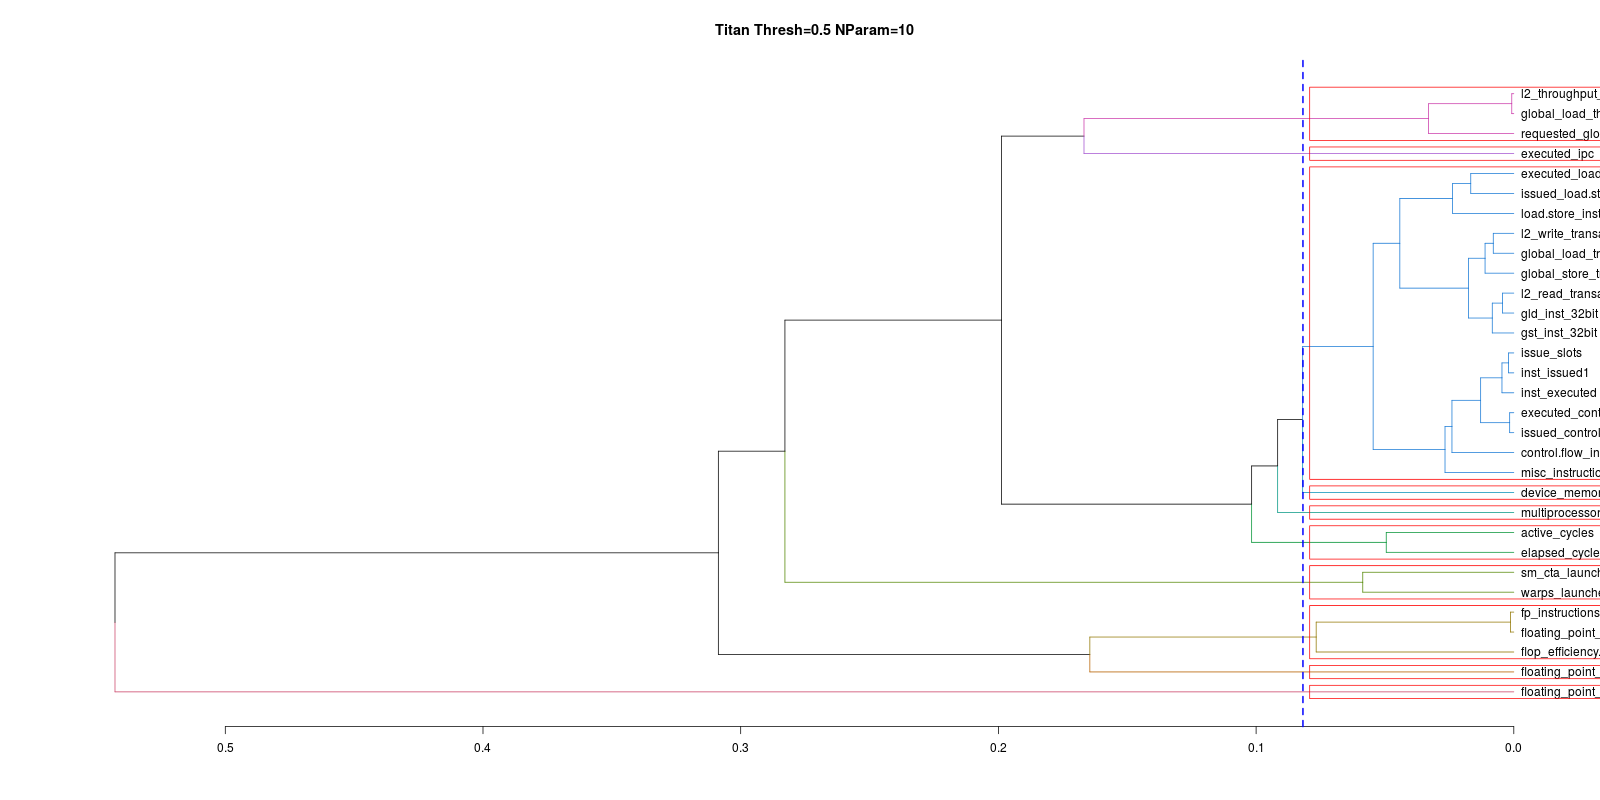 Titan Thresh=0.5 NParam=10
l2_throughput_
global_load_th
requested_glo
executed_ipc
executed_load
issued_load.st
load.store_inst
l2_write_transa
global_load_tr
global_store_t
l2_read_transa
gld_inst_32bit
gst_inst_32bit
issue_slots
inst_issued1
inst_executed
executed_cont
issued_control
control.flow_in
misc_instructio
device_memor
multiprocessor
active_cycles
elapsed_cycle
sm_cta_launch
warps_launche
fp_instructions
floating_point_
flop_efficiency.
floating_point_
floating_point_
0.5 0.4 0.3 0.2 0.1 0.0